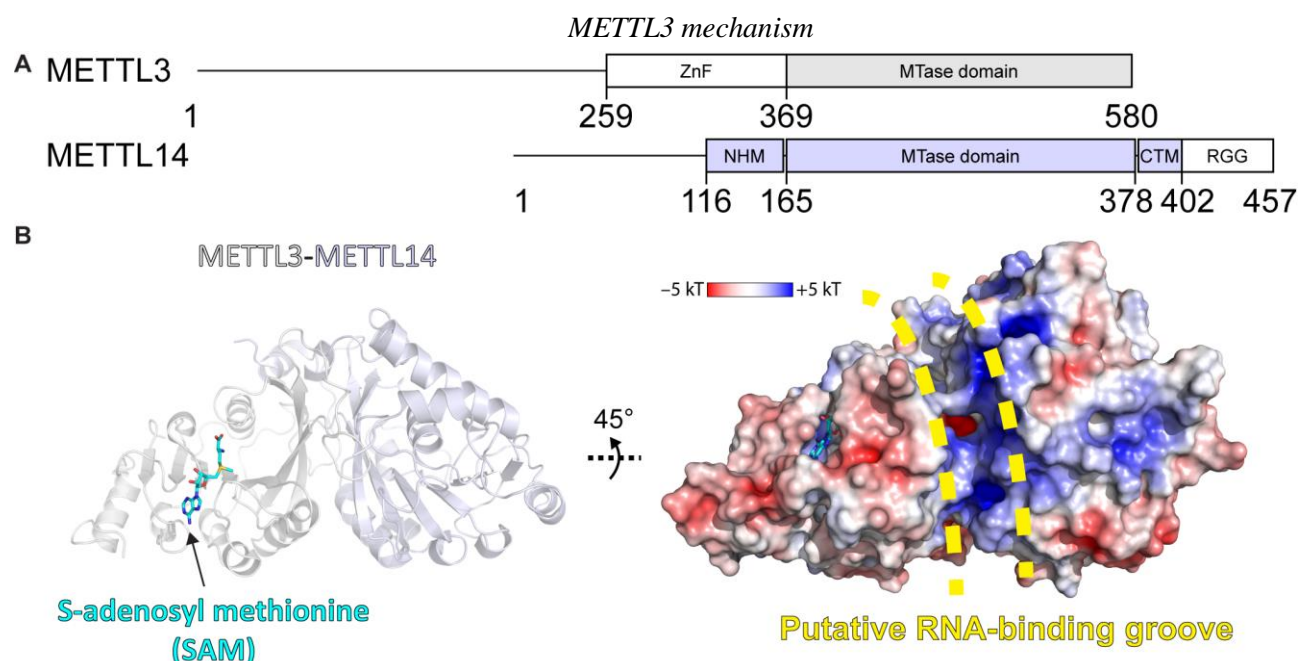 METTL3 mechanism
A METTL3 ZnF MTase domain
1 259 369 580
METTL14 NHM MTase domain CTM RGG
1 116 165 378 402 457
B METTL3-METTL14
−5 kT +5 kT
45°
S-adenosyl methionine
(SAM)
Putative RNA-binding groove